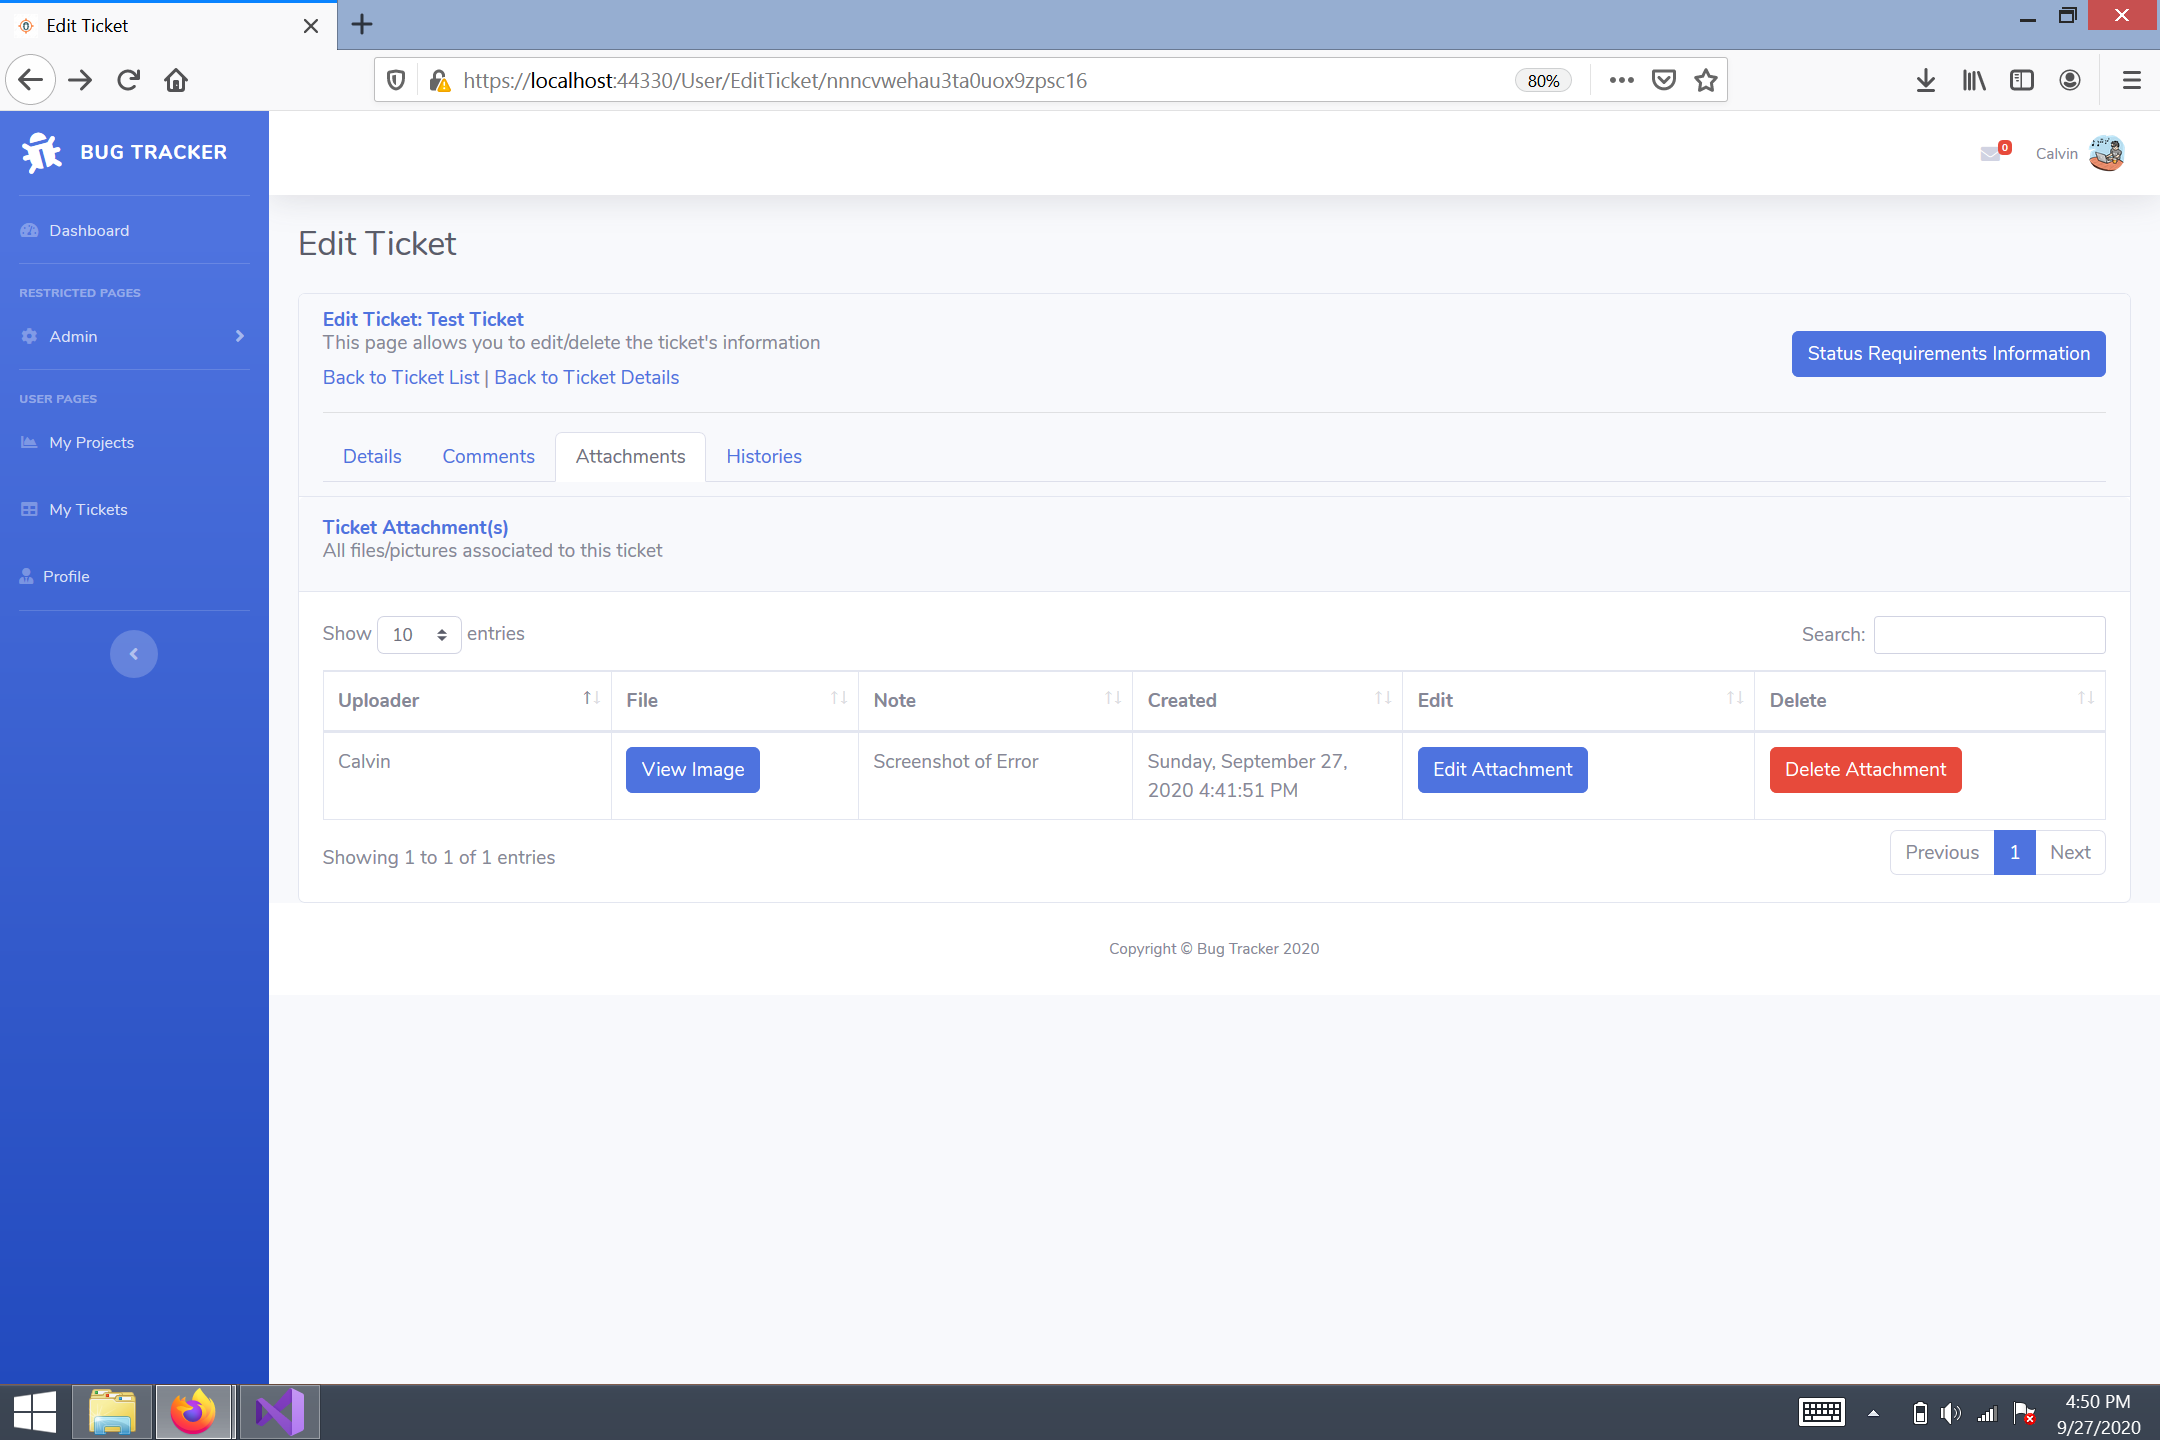 Edit Ticket
https://localhost:44330/User/EditTicket/nnncvwehau3ta0uox9zpsc16
80%
BUG TRACKER
0
Calvin
Dashboard
RESTRICTED PAGES
Admin
USER PAGES
My Projects
My Tickets
Profile
Edit Ticket
Edit Ticket: Test Ticket
This page allows you to edit/delete the ticket's information
Back to Ticket List | Back to Ticket Details
Status Requirements Information
Details Comments Attachments Histories
Ticket Attachment(s)
All files/pictures associated to this ticket
Show 10 entries
Search:
Uploader File Note Created Edit Delete
Calvin View Image Screenshot of Error Sunday, September 27, Edit Attachment Delete Attachment
2020 4:41:51 PM
Showing 1 to 1 of 1 entries
Previous 1 Next
Copyright © Bug Tracker 2020
4:50 PM
9/27/2020